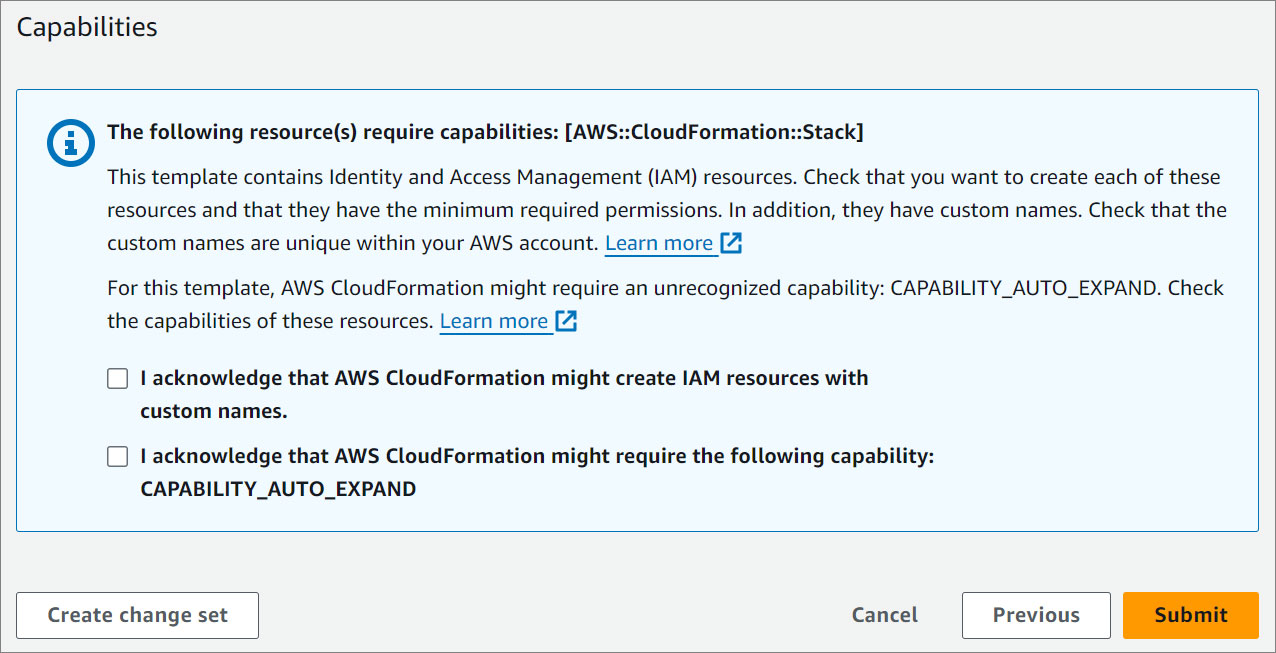 Capabilities
The following resource(s) require capabilities: [AWS::CloudFormation::Stack]
This template contains Identity and Access Management (IAM) resources. Check that you want to create each of these
resources and that they have the minimum required permissions. In addition, they have custom names. Check that the
custom names are unique within your AWS account. Learn more
For this template, AWS CloudFormation might require an unrecognized capability: CAPABILITY_AUTO_EXPAND. Check
the capabilities of these resources. Learn more
I acknowledge that AWS CloudFormation might create IAM resources with
custom names.
I acknowledge that AWS CloudFormation might require the following capability:
CAPABILITY_AUTO_EXPAND
Create change set Cancel Previous Submit